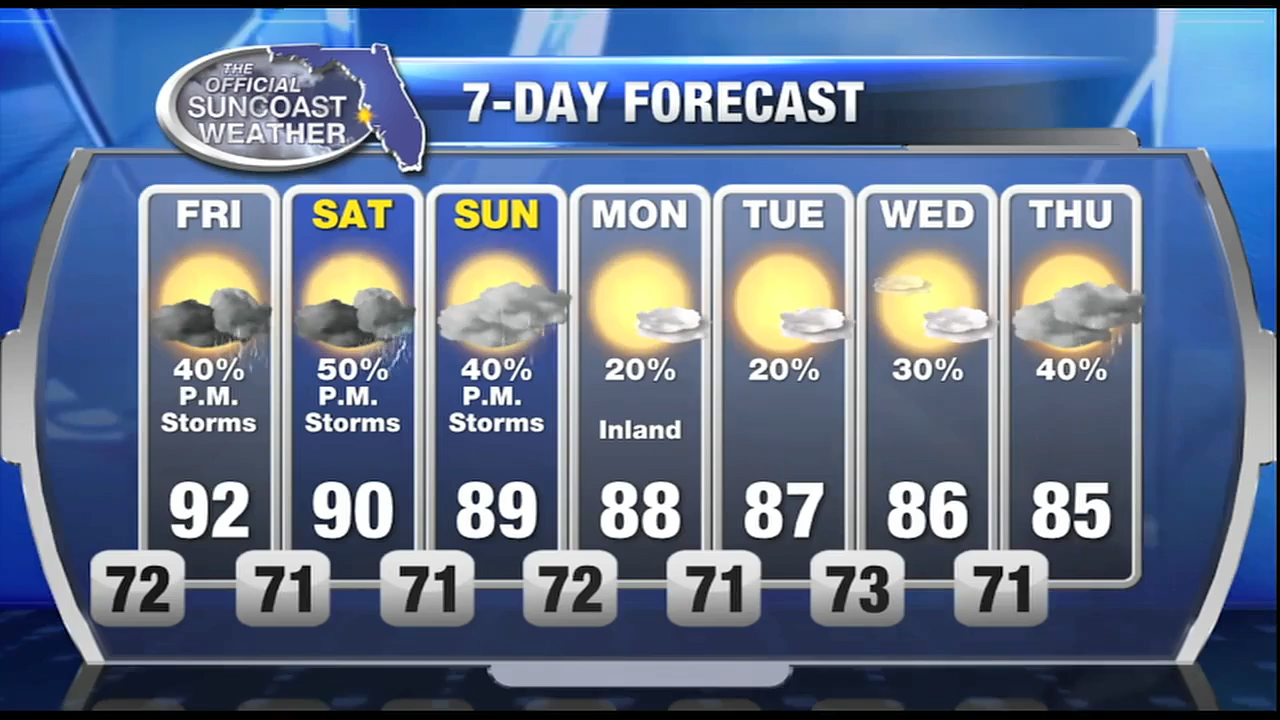 THE
OFFICIAL
SUNCOAST
WEATHER
7-DAY FORECAST
FRI
40%
P.M.
Storms
92
SAT
50%
P.M.
Storms
90
SUN
40%
P.M.
Storms
89
MON
20%
Inland
88
TUE
20%
87
WED
30%
86
THU
40%
85
72
71
71
72
71
73
71